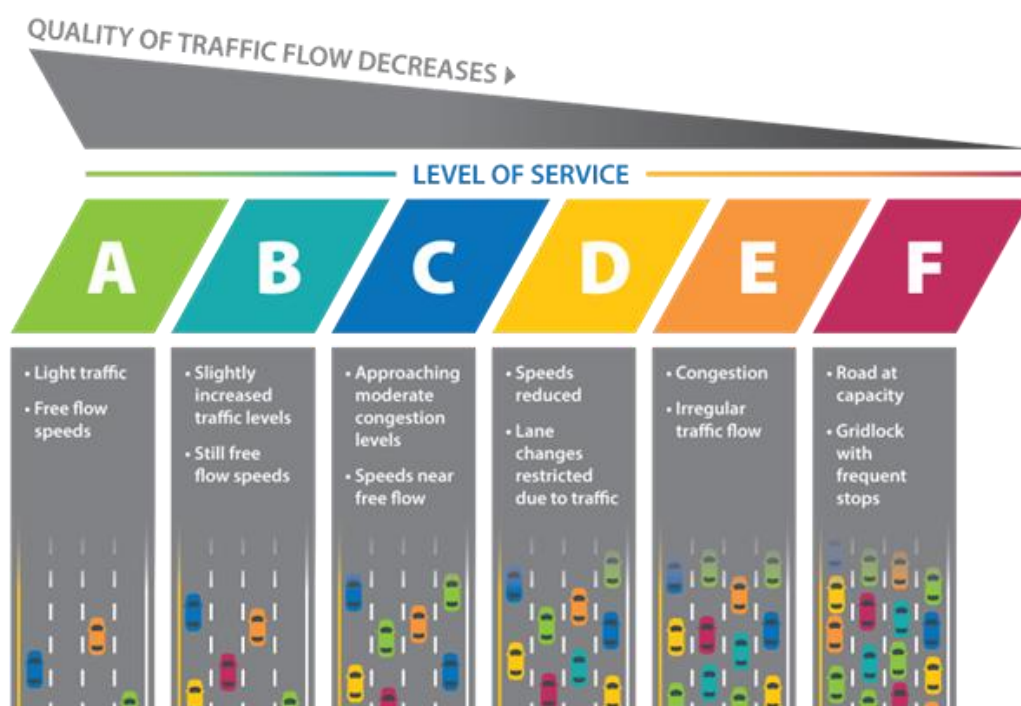 QUALITY OF TRAFFIC FLOW DECREASES
LEVEL OF SERVICE
A
B
C
D
E
F
• Light traffic
• Free flow
speeds
• Slightly
increased
traffic levels
• Still free
flow speeds
• Approaching
moderate
congestion
levels
• Speeds near
free flow
• Speeds
reduced
• Lane
changes
restricted
due to traffic
• Congestion
• Irregular
traffic flow
• Road at
capacity
• Gridlock
with
frequent
stops